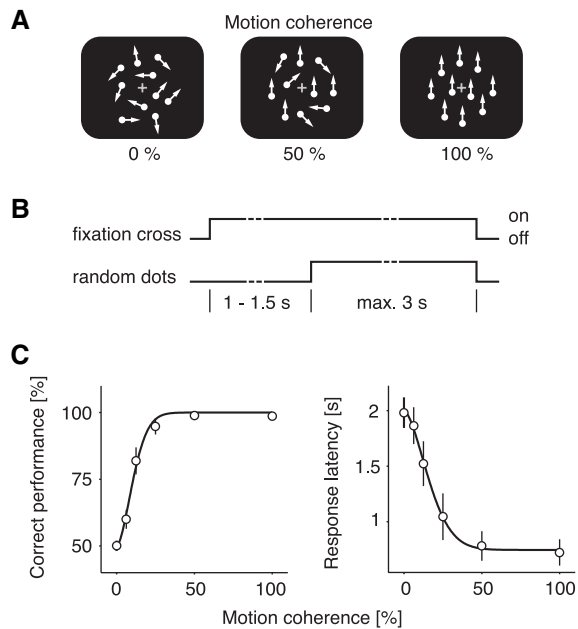 A
Motion coherence
0 %
50 %
100 %
B
fixation cross
on
off
random dots
1 - 1.5 s
max. 3 s
C
Correct performance [%]
100
75
50
0
50
100
Response latency [s]
2
1.5
1
0
50
100
Motion coherence [%]